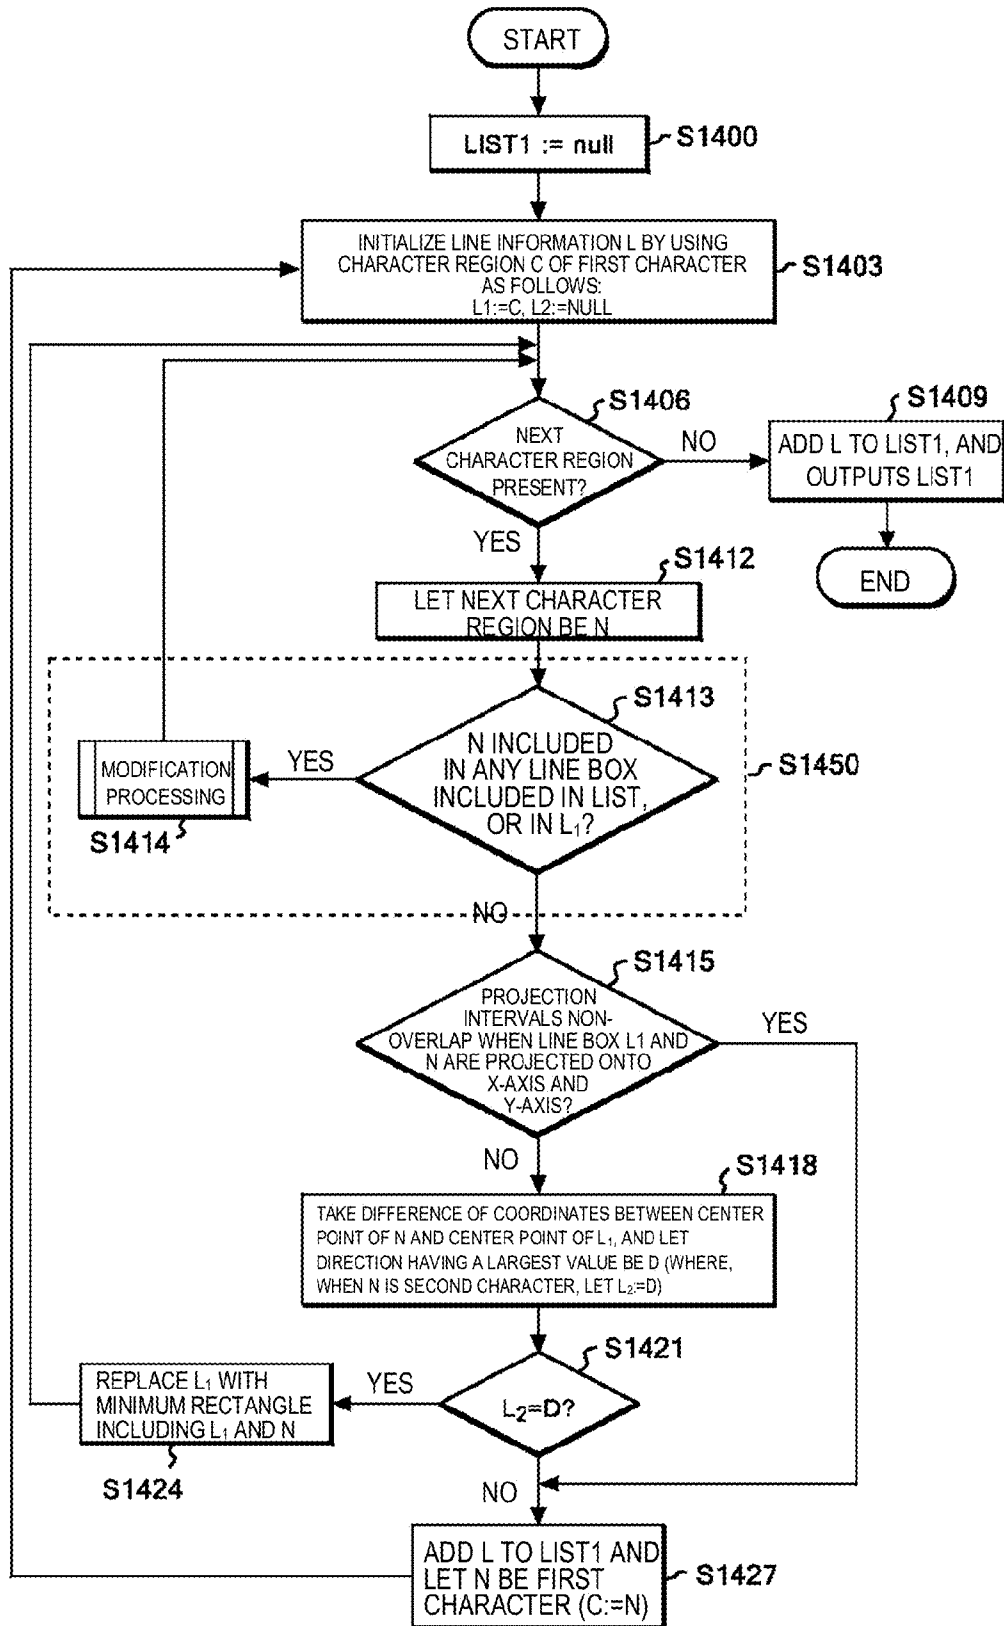 START
LIST1 := null
S1400
INITIALIZE LINE INFORMATION L BY USING
CHARACTER REGION C OF FIRST CHARACTER
AS FOLLOWS:
L1:=C, L2:=NULL
S1403
S1406
NEXT
CHARACTER REGION
PRESENT?
NO
S1409
ADD L TO LIST1, AND
OUTPUTS LIST1
END
YES
S1412
LET NEXT CHARACTER
REGION BE N
S1413
N INCLUDED
IN ANY LINE BOX
INCLUDED IN LIST,
OR IN L₁?
YES
MODIFICATION
PROCESSING
S1414
S1450
NO
S1415
PROJECTION
INTERVALS NON-
OVERLAP WHEN LINE BOX L1 AND
N ARE PROJECTED ONTO
X-AXIS AND
Y-AXIS?
YES
NO
S1418
TAKE DIFFERENCE OF COORDINATES BETWEEN CENTER
POINT OF N AND CENTER POINT OF L₁, AND LET
DIRECTION HAVING A LARGEST VALUE BE D (WHERE,
WHEN N IS SECOND CHARACTER, LET L₂:=D)
S1421
L₂=D?
YES
REPLACE L₁ WITH
MINIMUM RECTANGLE
INCLUDING L₁ AND N
S1424
NO
ADD L TO LIST1 AND
LET N BE FIRST
CHARACTER (C:=N)
S1427